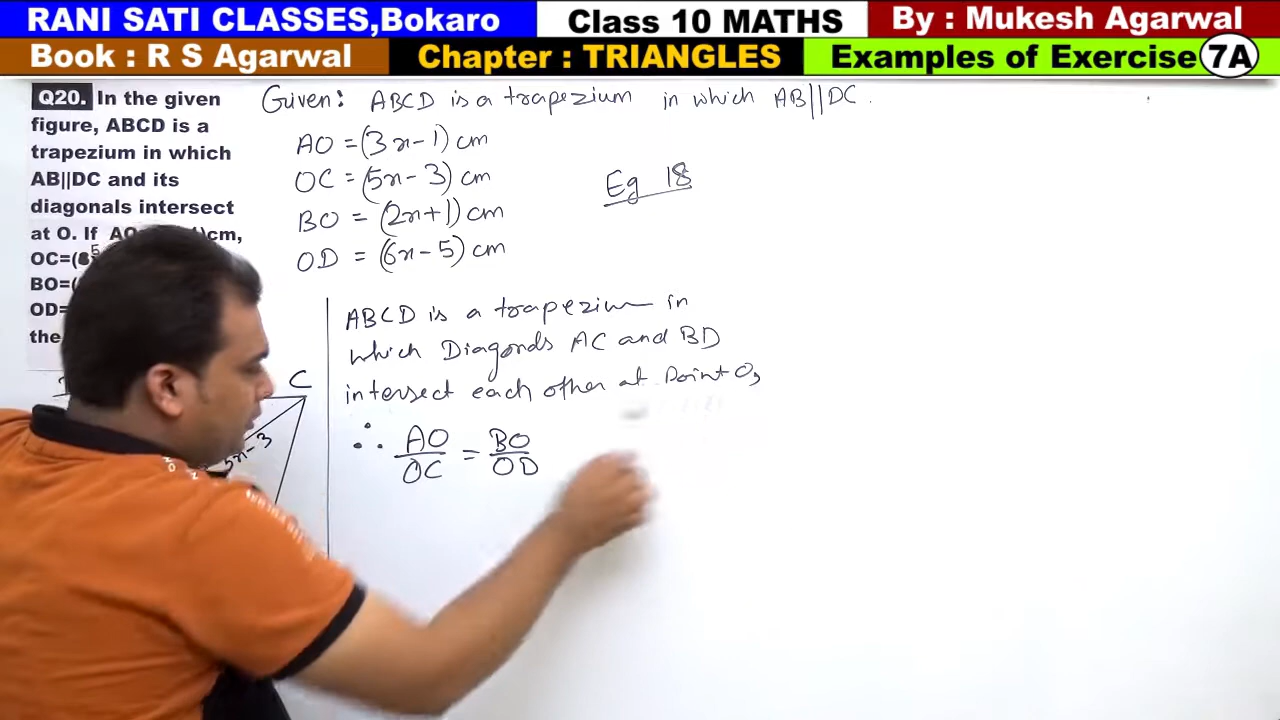 RANI SATI CLASSES,Bokaro
Class 10 MATHS
By : Mukesh Agarwal
Book : R S Agarwal
Chapter : TRIANGLES
Examples of Exercise 7A
Q20. In the given
figure, ABCD is a
trapezium in which
AB||DC and its
diagonals intersect
at O. If
cm,
OC=(
BO=(
OD=
the
Given: ABCD is a trapezium in which AB||DC.
AO = (3x-1) cm
OC = (5x-3) cm
BO = (2x+1) cm
OD = (6x-5) cm
Eg 18
ABCD is a trapezium in
which Diagonds AC and BD
intersect each other at Point O,
∴ AO/OC = BO/OD
C
5x-3